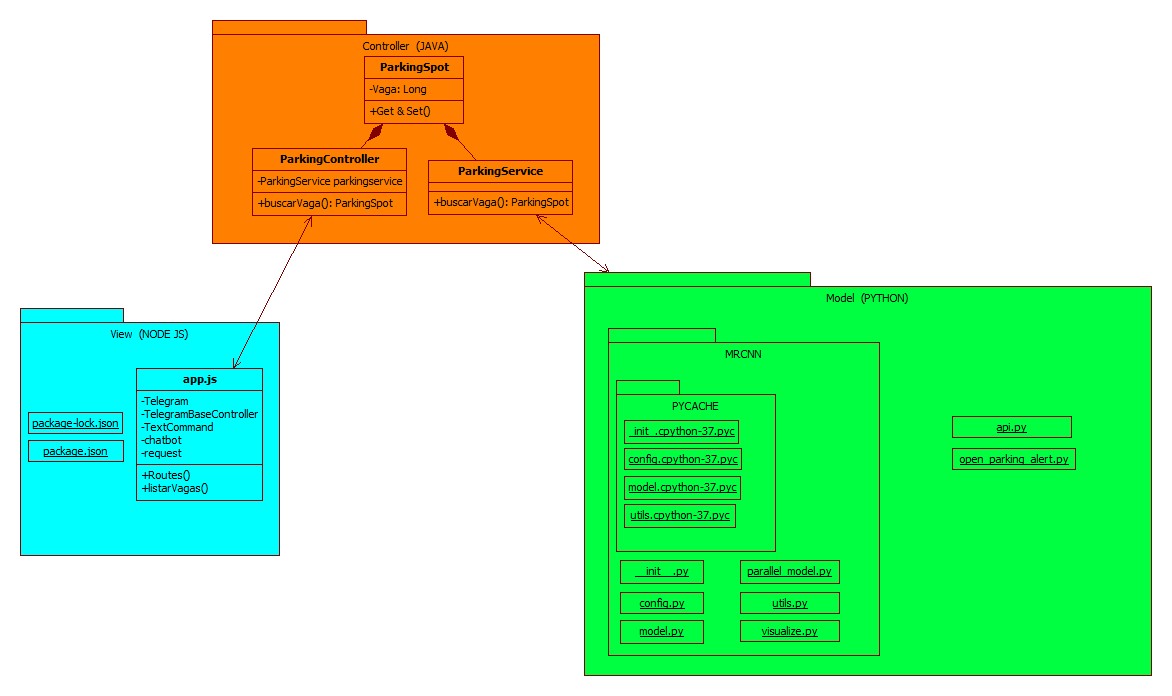 Controller (JAVA)
ParkingSpot
-Vaga: Long
+Get & Set()
ParkingController
-ParkingService parkingservice
+buscarVaga(): ParkingSpot
ParkingService
+buscarVaga(): ParkingSpot
View (NODE JS)
package-lock.json
package.json
app.js
-Telegram
-TelegramBaseController
-TextCommand
-chatbot
-request
+Routes()
+listarVagas()
Model (PYTHON)
MRCNN
PYCACHE
_init_.cpython-37.pyc
config.cpython-37.pyc
model.cpython-37.pyc
utils.cpython-37.pyc
__init__.py
config.py
model.py
parallel_model.py
utils.py
visualize.py
api.py
open_parking_alert.py